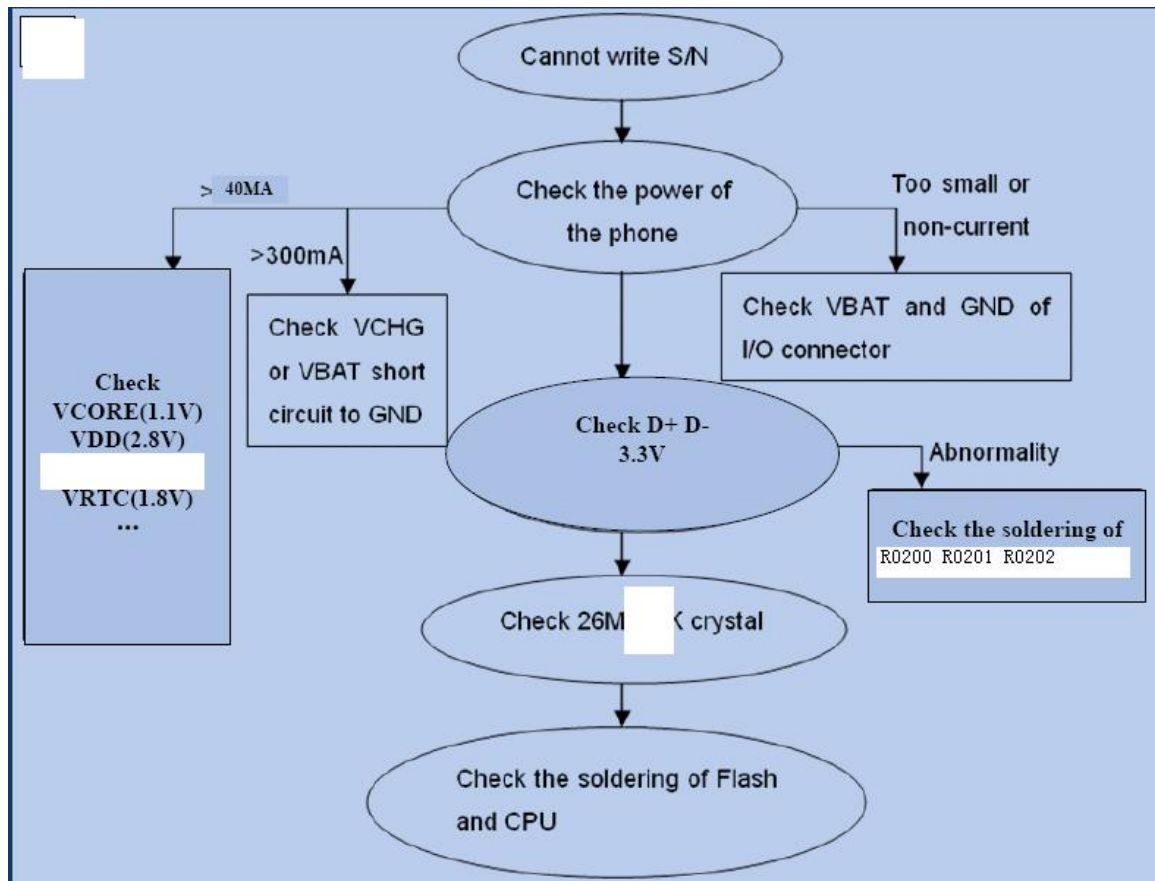 Cannot write S/N
Check the power of
the phone
> 40MA
>300mA
Too small or
non-current
Check
VCORE(1.1V)
VDD(2.8V)
VRTC(1.8V)
...
Check VCHG
or VBAT short
circuit to GND
Check VBAT and GND of
I/O connector
Check D+ D-
3.3V
Abnormality
Check the soldering of
R0200 R0201 R0202
Check 26M K crystal
Check the soldering of Flash
and CPU